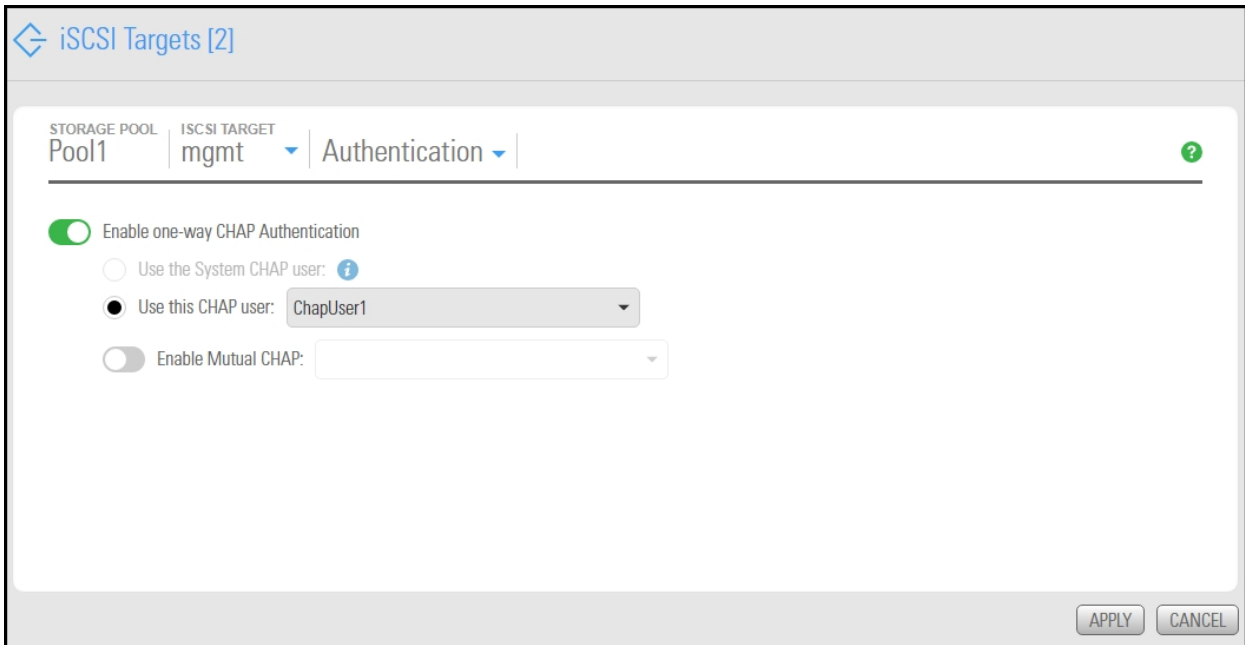 iSCSI Targets [2]
STORAGE POOL ISCSI TARGET
Pool1 mgmt Authentication
?
Enable one-way CHAP Authentication
Use the System CHAP user: i
Use this CHAP user: ChapUser1
Enable Mutual CHAP:
APPLY CANCEL